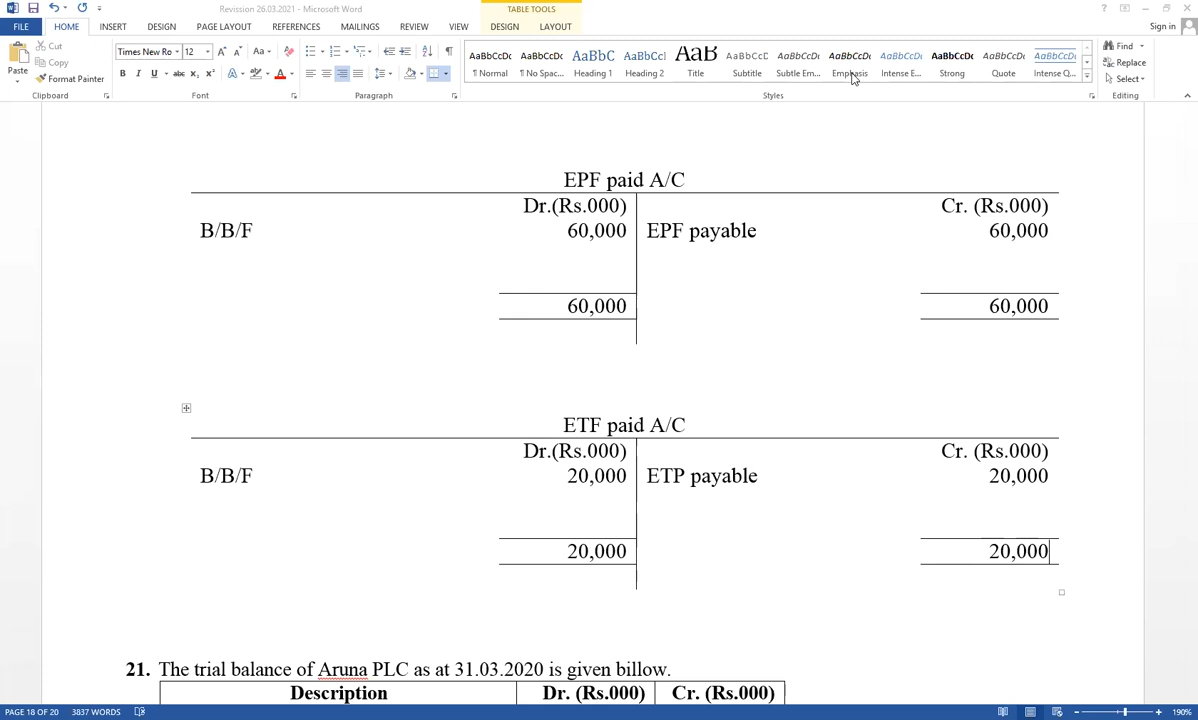 Revission 26.03.2021 - Microsoft Word
TABLE TOOLS
FILE HOME INSERT DESIGN PAGE LAYOUT REFERENCES MAILINGS REVIEW VIEW DESIGN LAYOUT Sign in
Paste
Cut
Copy
Format Painter
Clipboard
Times New Ro 12
Font
Paragraph
AaBbCcDc AaBbCcDc AaBbC AaBbCcl AaB AaBbCcD AaBbCcDc AaBbCcDc AaBbCcDc AaBbCcDc AaBbCcDc AaBbCcDc
¶ Normal ¶ No Spac... Heading 1 Heading 2 Title Subtitle Subtle Em... Emphasis Intense E... Strong Quote Intense Q...
Styles
Find
Replace
Select
Editing
EPF paid A/C
Dr.(Rs.000) Cr. (Rs.000)
B/B/F 60,000 EPF payable 60,000
60,000 60,000
ETF paid A/C
Dr.(Rs.000) Cr. (Rs.000)
B/B/F 20,000 ETP payable 20,000
20,000 20,000
21. The trial balance of Aruna PLC as at 31.03.2020 is given billow.
Description Dr. (Rs.000) Cr. (Rs.000)
PAGE 18 OF 20 3837 WORDS 190%